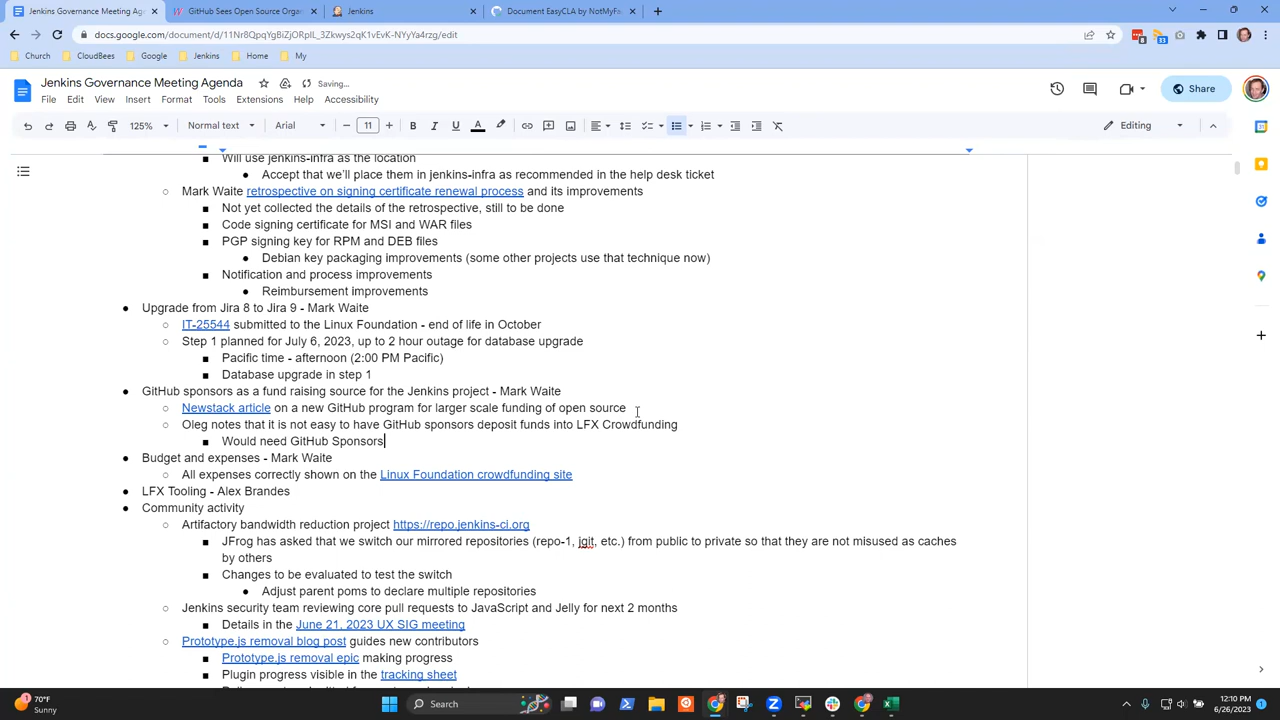 Jenkins Governance Meeting Agenda
GitHub Sees Open Source Orga
Jenkins
Document EasyCLA by NotMyFa
docs.google.com/document/d/11Nr8QpqYgBiZjORpIL_3Zkwys2qK1vEvK-NYyYa4rzg/edit
Church
CloudBees
Google
Jenkins
Home
My
Jenkins Governance Meeting Agenda
Saving...
File Edit View Insert Format Tools Extensions Help Accessibility
Share
125%
Normal text
Arial
11
Editing
Will use jenkins-infra as the location
Accept that we'll place them in jenkins-infra as recommended in the help desk ticket
Mark Waite retrospective on signing certificate renewal process and its improvements
Not yet collected the details of the retrospective, still to be done
Code signing certificate for MSI and WAR files
PGP signing key for RPM and DEB files
Debian key packaging improvements (some other projects use that technique now)
Notification and process improvements
Reimbursement improvements
Upgrade from Jira 8 to Jira 9 - Mark Waite
IT-25544 submitted to the Linux Foundation - end of life in October
Step 1 planned for July 6, 2023, up to 2 hour outage for database upgrade
Pacific time - afternoon (2:00 PM Pacific)
Database upgrade in step 1
GitHub sponsors as a fund raising source for the Jenkins project - Mark Waite
Newstack article on a new GitHub program for larger scale funding of open source
Oleg notes that it is not easy to have GitHub sponsors deposit funds into LFX Crowdfunding
Would need GitHub Sponsors
Budget and expenses - Mark Waite
All expenses correctly shown on the Linux Foundation crowdfunding site
LFX Tooling - Alex Brandes
Community activity
Artifactory bandwidth reduction project https://repo.jenkins-ci.org
JFrog has asked that we switch our mirrored repositories (repo-1, jgit, etc.) from public to private so that they are not misused as caches
by others
Changes to be evaluated to test the switch
Adjust parent poms to declare multiple repositories
Jenkins security team reviewing core pull requests to JavaScript and Jelly for next 2 months
Details in the June 21, 2023 UX SIG meeting
Prototype.js removal blog post guides new contributors
Prototype.js removal epic making progress
Plugin progress visible in the tracking sheet
70°F
Sunny
Search
12:10 PM
6/26/2023